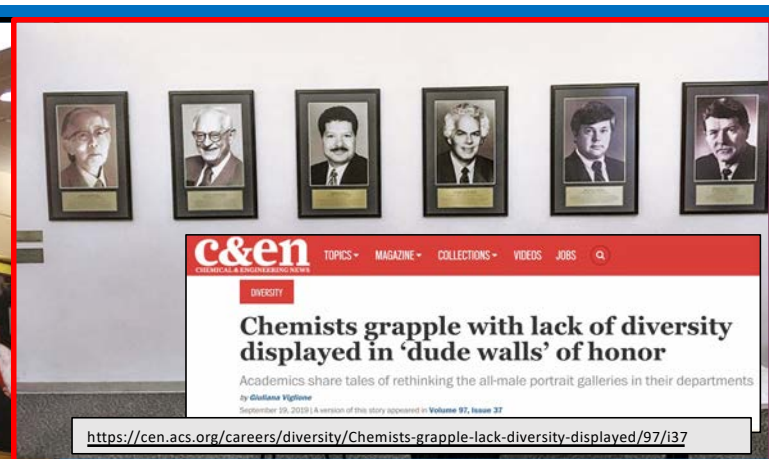 c&en
CHEMICAL & ENGINEERING NEWS
TOPICS MAGAZINE COLLECTIONS VIDEOS JOBS
DIVERSITY
Chemists grapple with lack of diversity
displayed in ‘dude walls’ of honor
Academics share tales of rethinking the all-male portrait galleries in their departments
by Giuliana Viglione
September 19, 2019 | A version of this story appeared in Volume 97, Issue 37
https://cen.acs.org/careers/diversity/Chemists-grapple-lack-diversity-displayed/97/i37